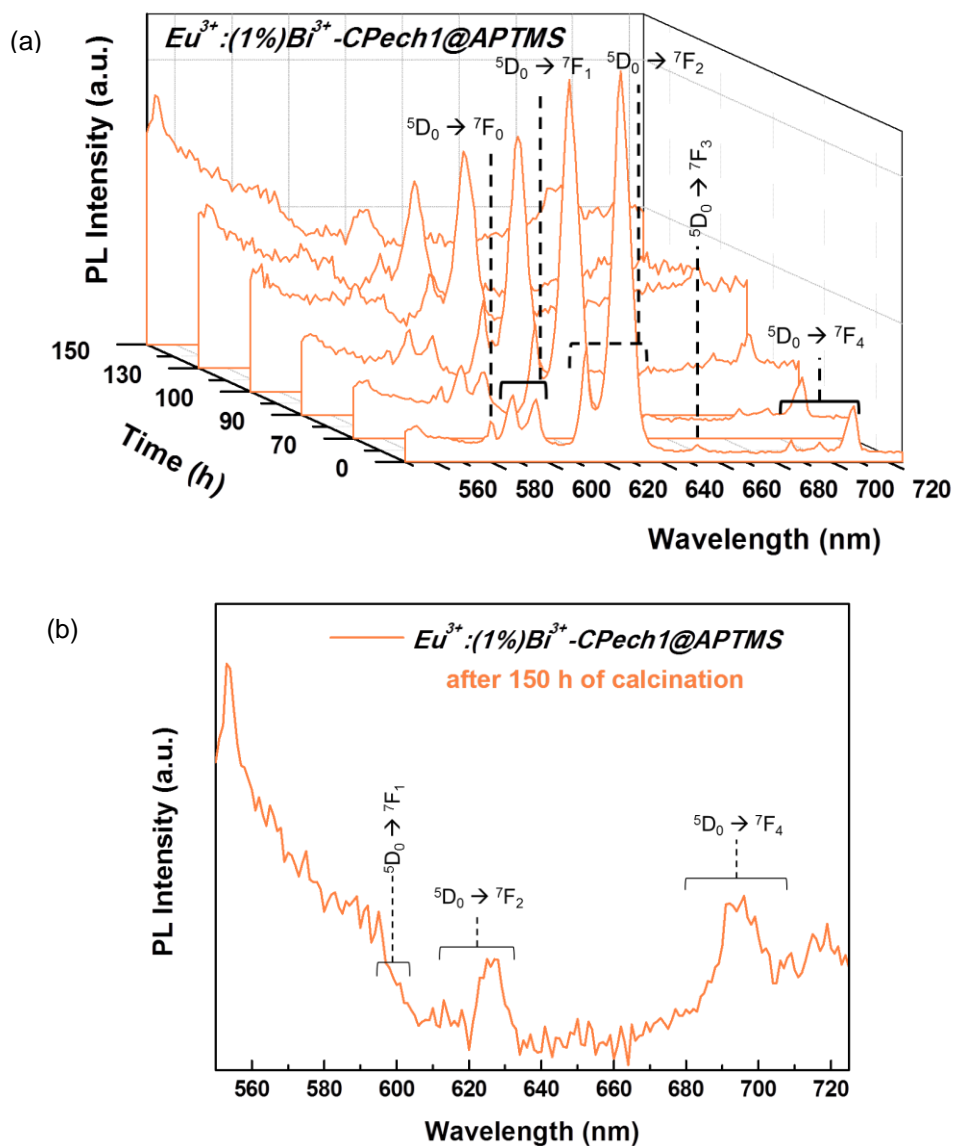 (a)
Eu³⁺:(1%)Bi³⁺-CPech1@APTMS
⁵D₀ → ⁷F₁
⁵D₀ → ⁷F₂
⁵D₀ → ⁷F₀
⁵D₀ → ⁷F₃
⁵D₀ → ⁷F₄
PL Intensity (a.u.)
150
130
100
90
70
0
Time (h)
560 580 600 620 640 660 680 700 720
Wavelength (nm)
(b)
Eu³⁺:(1%)Bi³⁺-CPech1@APTMS
after 150 h of calcination
⁵D₀ → ⁷F₁
⁵D₀ → ⁷F₂
⁵D₀ → ⁷F₄
PL Intensity (a.u.)
560 580 600 620 640 660 680 700 720
Wavelength (nm)